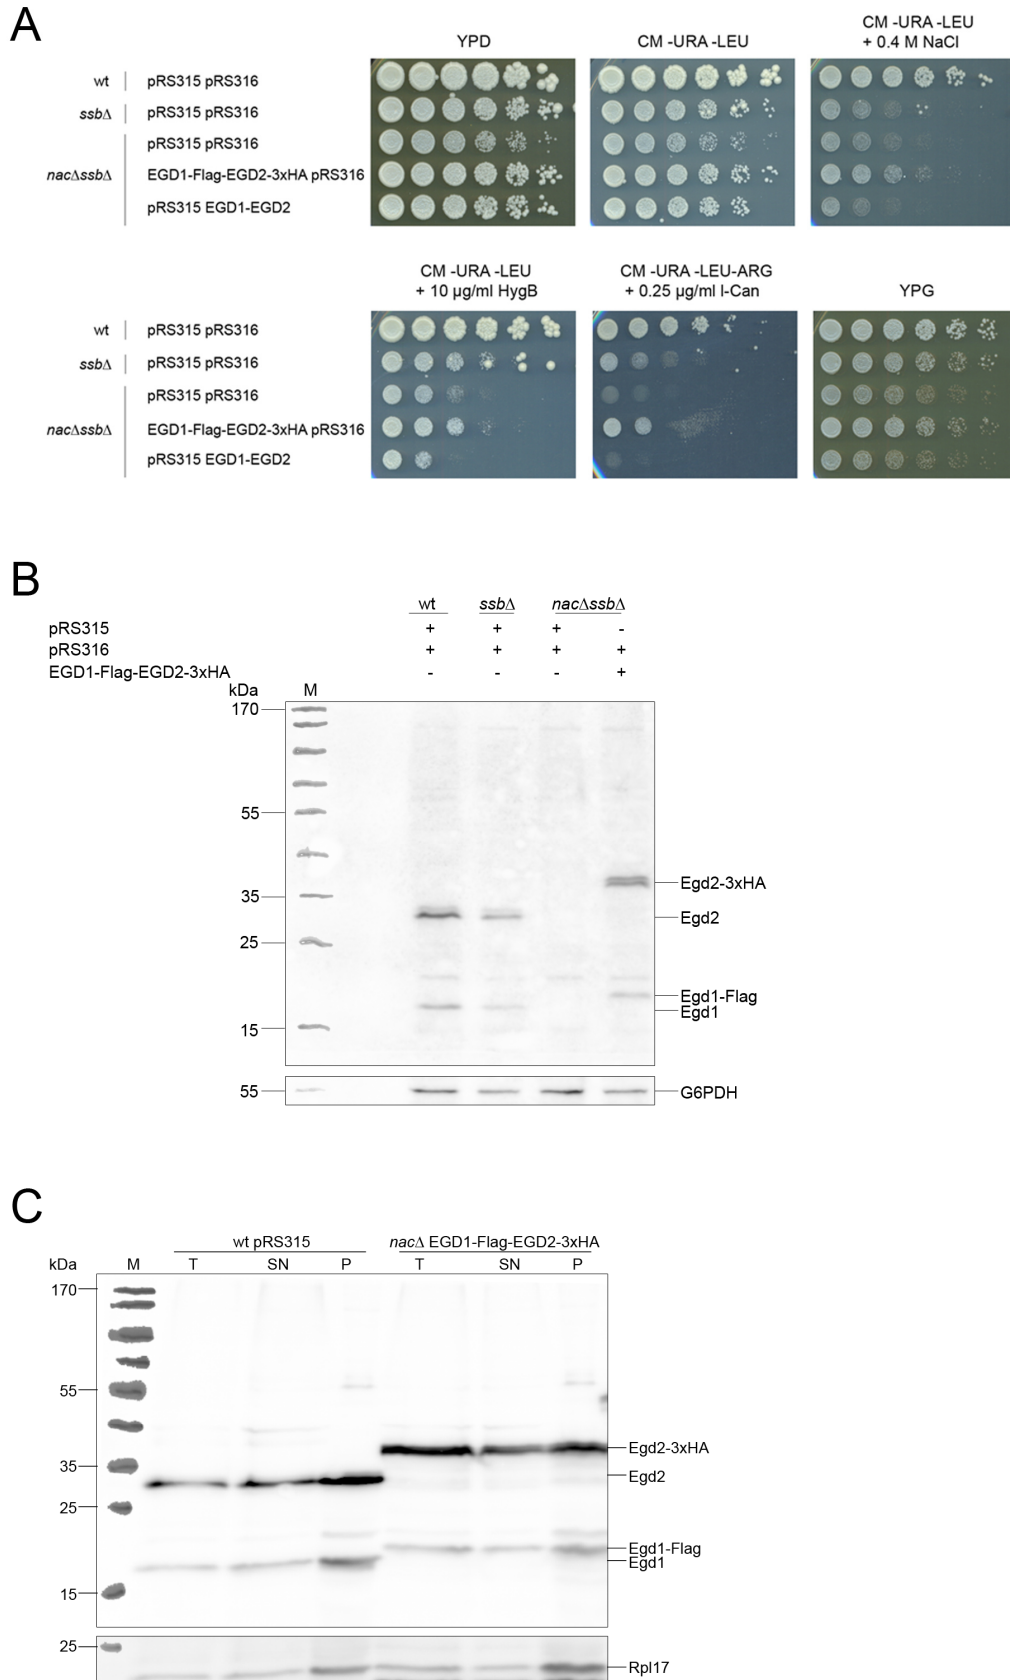 A
YPD
CM -URA -LEU
CM -URA -LEU
+ 0.4 M NaCl
wt
pRS315 pRS316
ssbΔ
pRS315 pRS316
pRS315 pRS316
nacΔssbΔ
EGD1-Flag-EGD2-3xHA pRS316
pRS315 EGD1-EGD2
CM -URA -LEU
+ 10 µg/ml HygB
CM -URA -LEU-ARG
+ 0.25 µg/ml l-Can
YPG
wt
pRS315 pRS316
ssbΔ
pRS315 pRS316
pRS315 pRS316
nacΔssbΔ
EGD1-Flag-EGD2-3xHA pRS316
pRS315 EGD1-EGD2
B
wt ssbΔ nacΔssbΔ
pRS315 + + + -
pRS316 + + + +
EGD1-Flag-EGD2-3xHA - - - +
kDa M
170
55
Egd2-3xHA
35
Egd2
25
Egd1-Flag
Egd1
15
55
G6PDH
C
wt pRS315 nacΔ EGD1-Flag-EGD2-3xHA
kDa M T SN P T SN P
170
55
Egd2-3xHA
35
Egd2
25
Egd1-Flag
Egd1
15
25
Rpl17